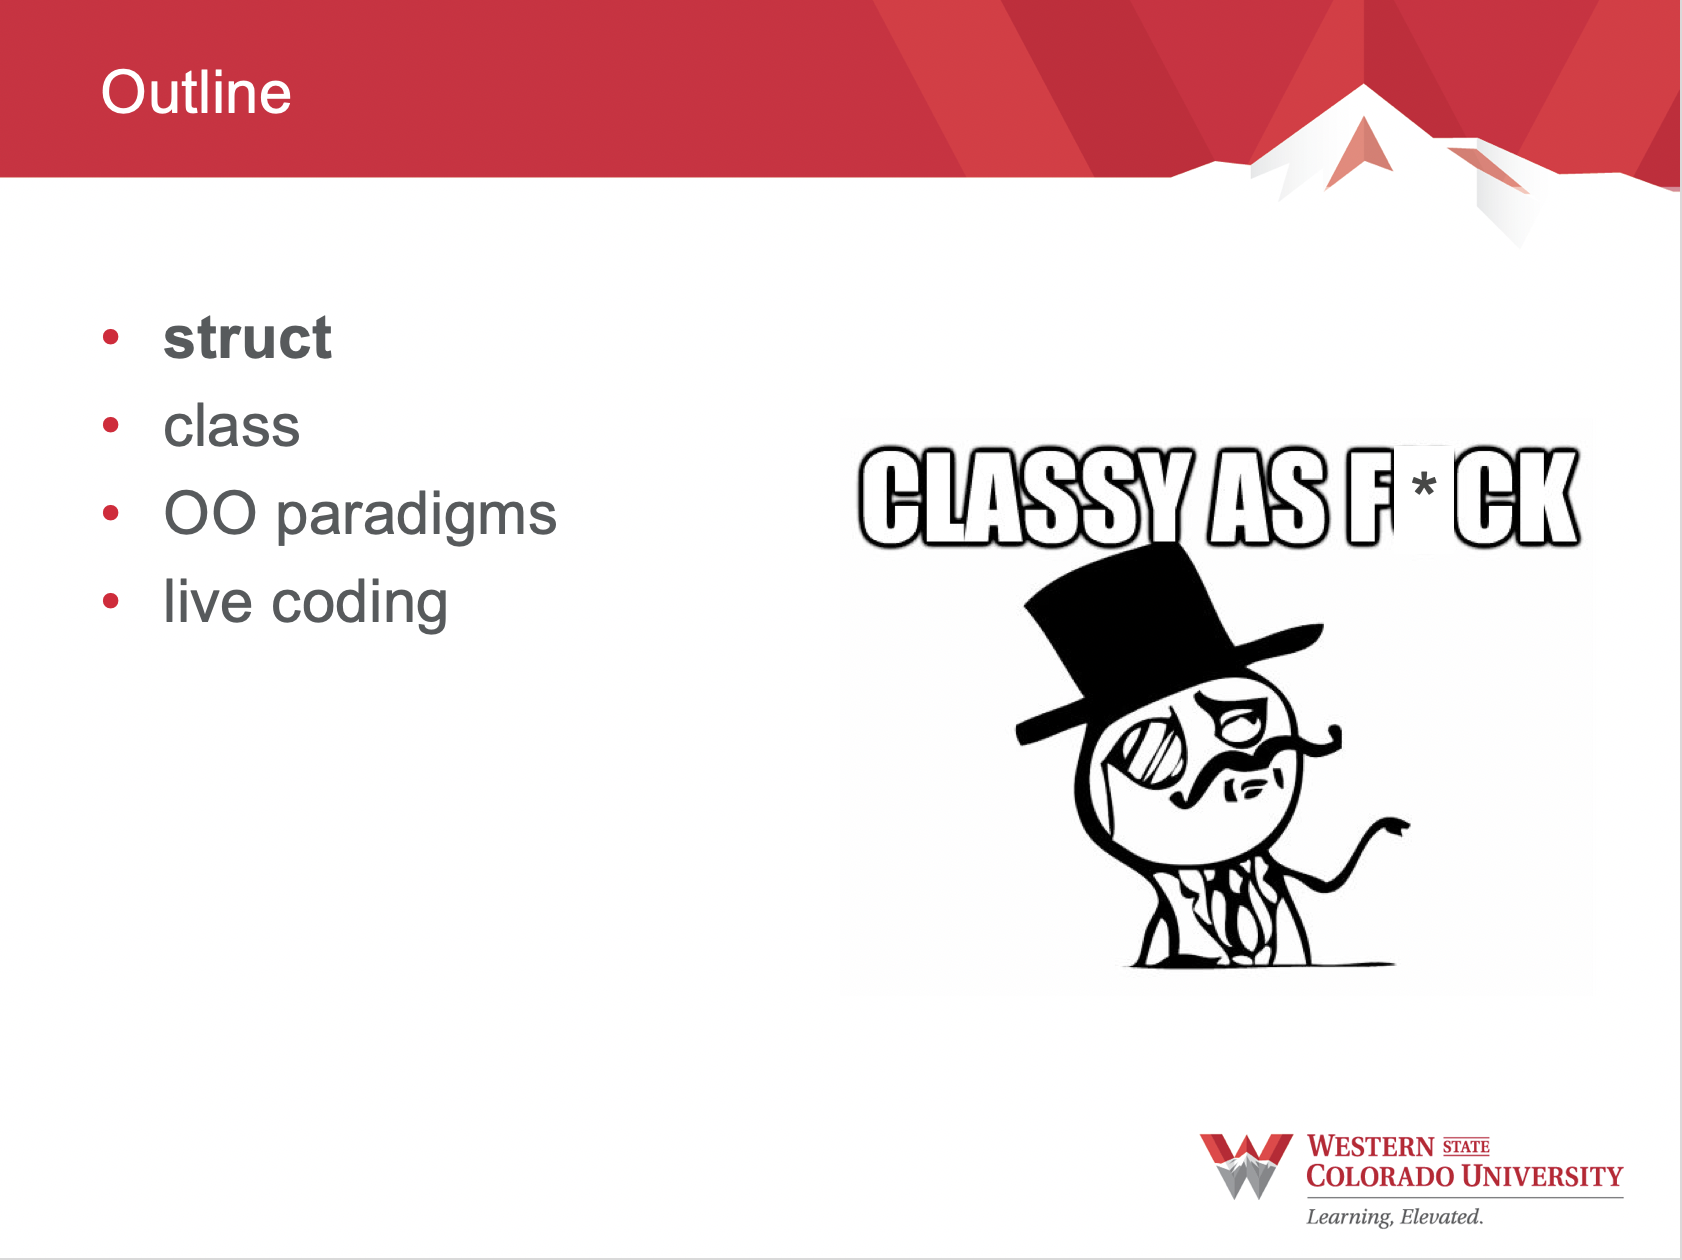 Outline
• struct
• class
• OO paradigms
• live coding
CLASSY AS F*CK
WESTERN STATE
COLORADO UNIVERSITY
Learning, Elevated.